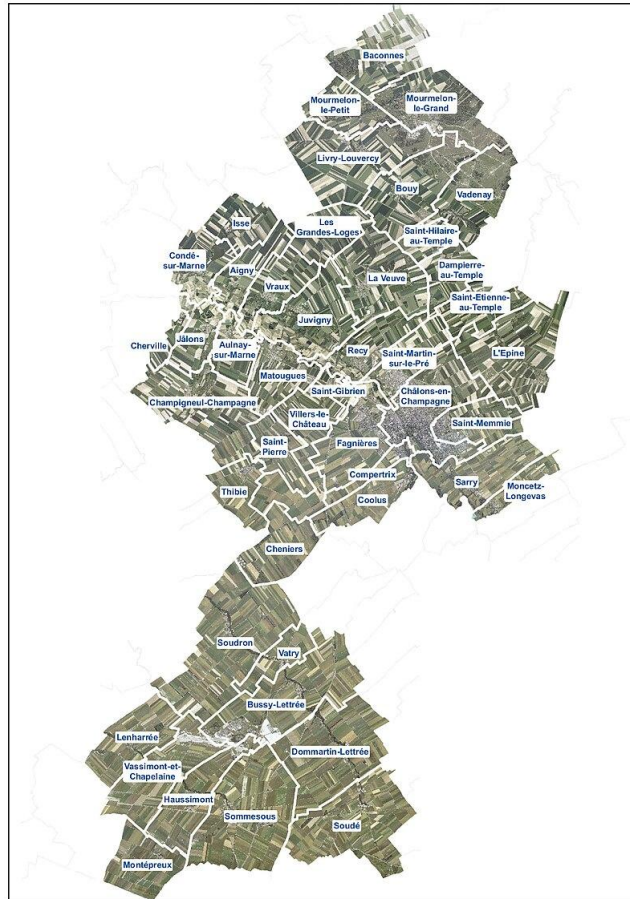 Baconnes
Mourmelon-
le-Petit
Mourmelon-
le-Grand
Livry-Louvercy
Bouy
Vadenay
Isse
Les
Grandes-Loges
Saint-Hilaire-
au-Temple
Condé-
sur-Marne
Aigny
Vraux
La Veuve
Dampierre-
au-Temple
Saint-Etienne-
au-Temple
Juvigny
Cherville
Jâlons
Aulnay-
sur-Marne
Recy
Saint-Martin-
sur-le-Pré
L'Epine
Matougues
Saint-Gibrien
Châlons-en-
Champagne
Champigneul-Champagne
Villers-le-
Château
Saint-Memmie
Saint-
Pierre
Fagnières
Compertrix
Sarry
Moncetz-
Longevas
Thibie
Coolus
Cheniers
Soudron
Vatry
Bussy-Lettrée
Lenharrée
Dommartin-Lettrée
Vassimont-et-
Chapelaine
Haussimont
Sommesous
Soudé
Montépreux